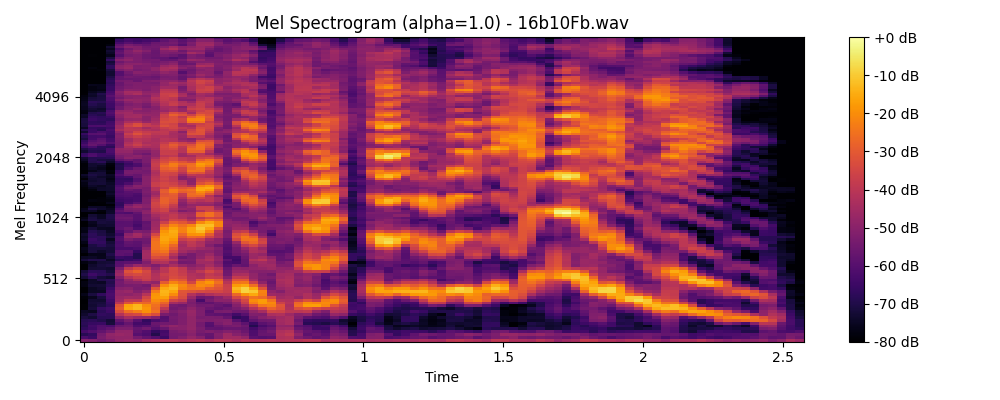 Mel Spectrogram (alpha=1.0) - 16b10Fb.wav
Mel Frequency
4096
2048
1024
512
0
0
0.5
1
1.5
2
2.5
Time
+0 dB
-10 dB
-20 dB
-30 dB
-40 dB
-50 dB
-60 dB
-70 dB
-80 dB